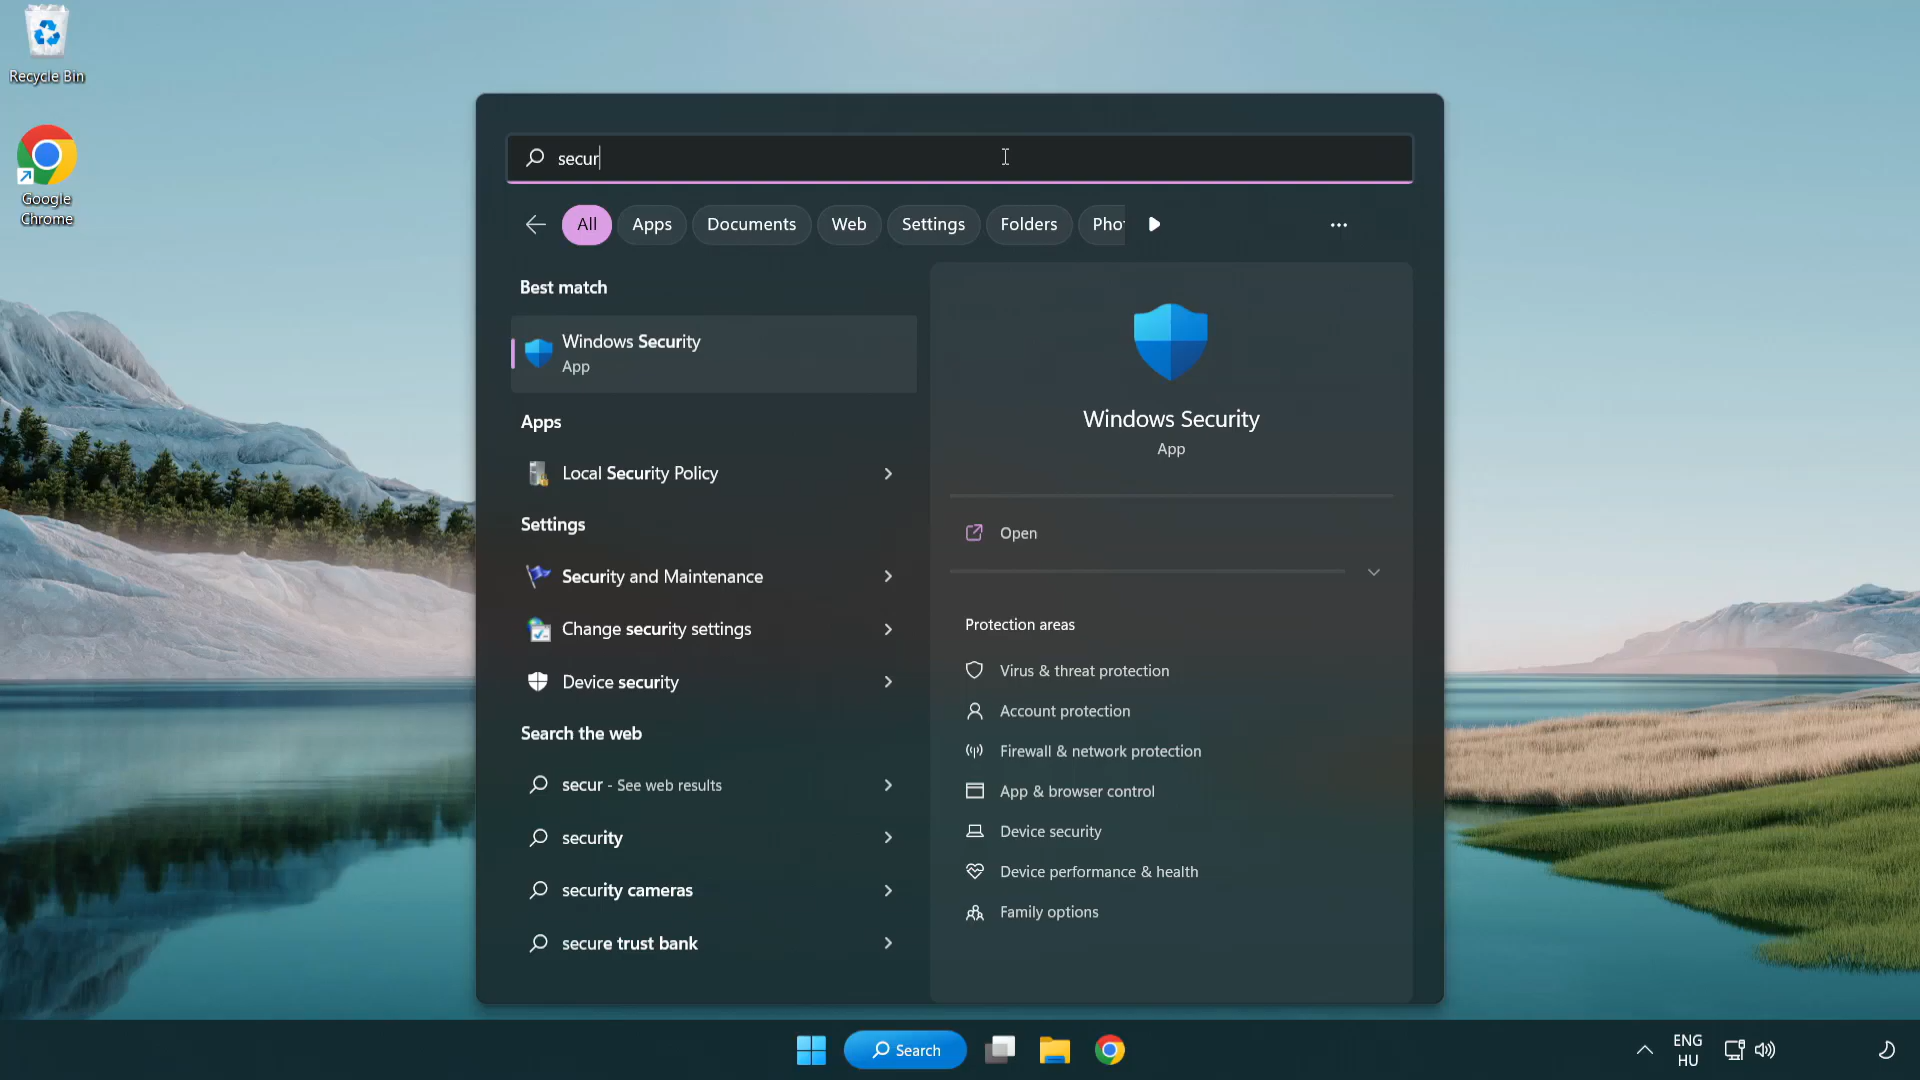 Recycle Bin
Google
Chrome
secur
All
Apps
Documents
Web
Settings
Folders
Pho
Best match
Windows Security
App
Apps
Local Security Policy
Settings
Security and Maintenance
Change security settings
Device security
Search the web
secur - See web results
security
security cameras
secure trust bank
Windows Security
App
Open
Protection areas
Virus & threat protection
Account protection
Firewall & network protection
App & browser control
Device security
Device performance & health
Family options
Search
ENG
HU